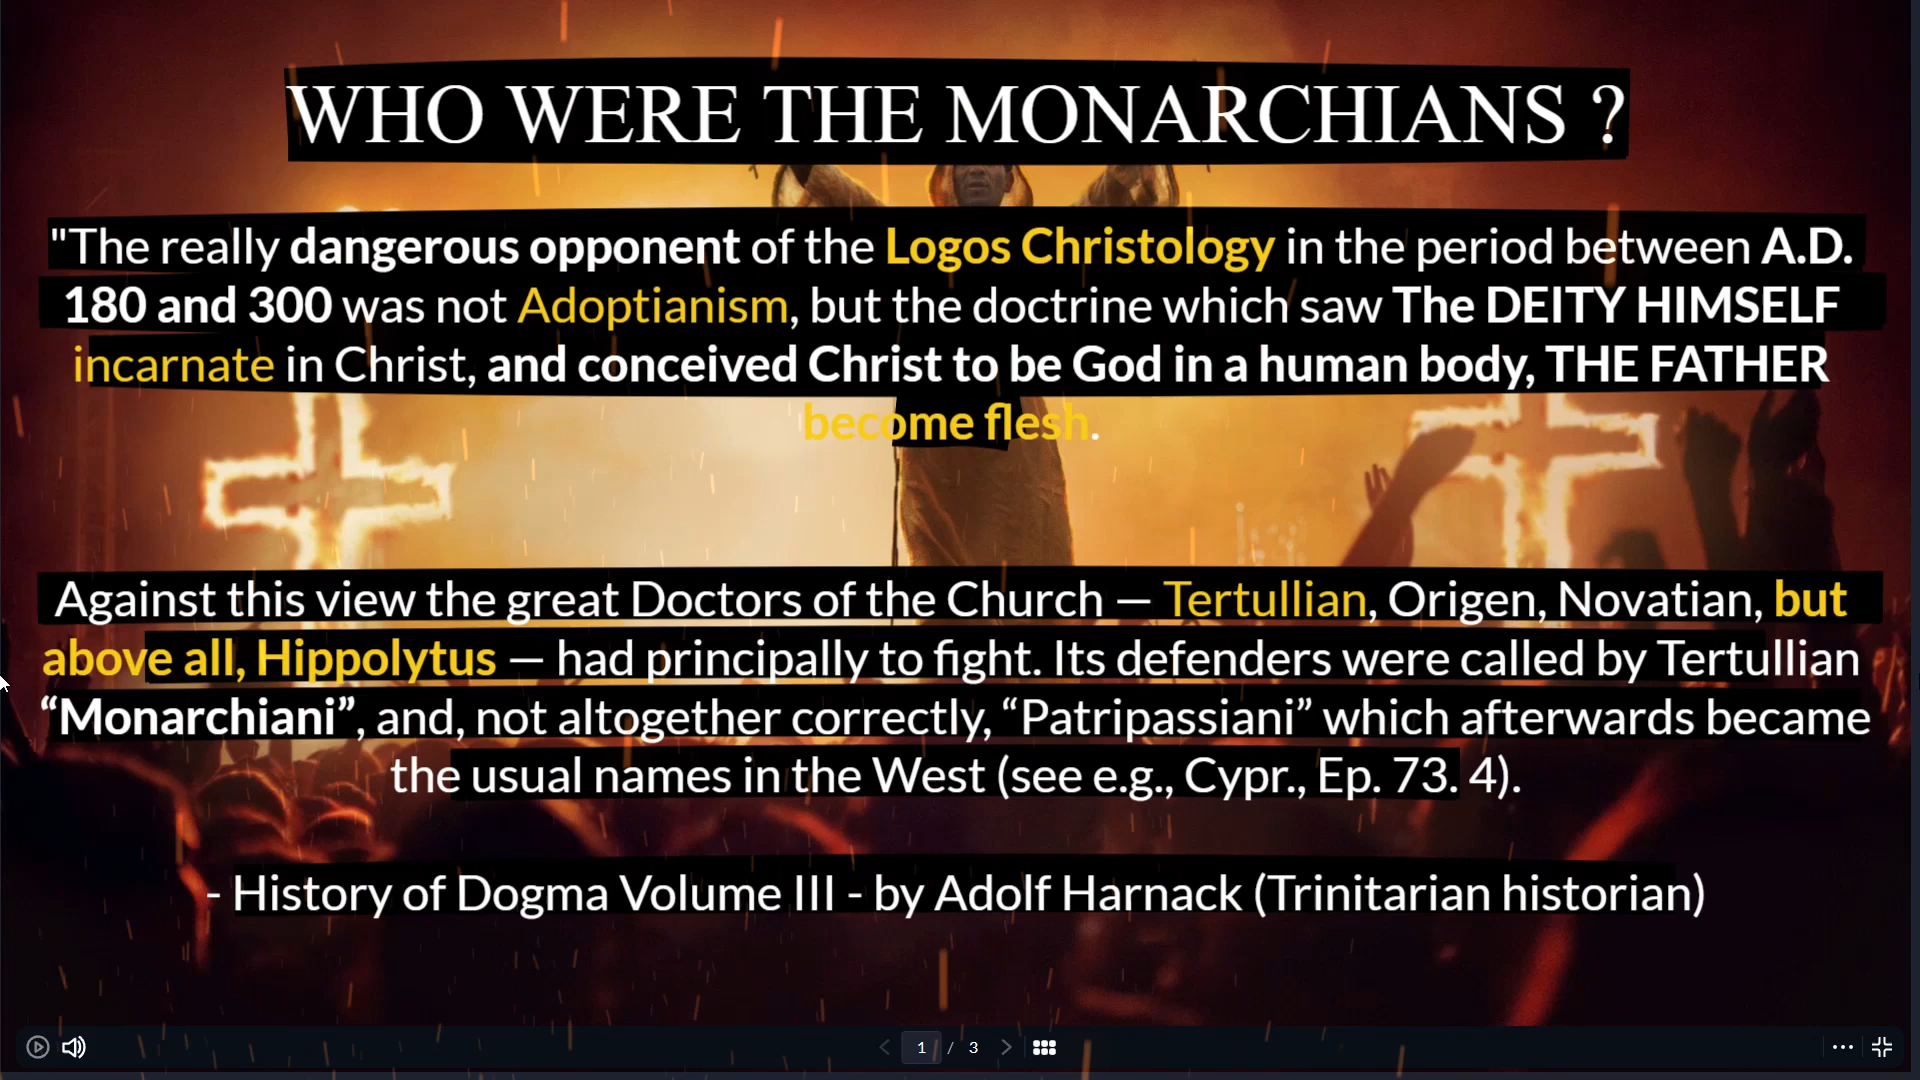 WHO WERE THE MONARCHIANS ?
"The really dangerous opponent of the Logos Christology in the period between A.D.
180 and 300 was not Adoptianism, but the doctrine which saw The DEITY HIMSELF
incarnate in Christ, and conceived Christ to be God in a human body, THE FATHER
become flesh.
Against this view the great Doctors of the Church — Tertullian, Origen, Novatian, but
above all, Hippolytus — had principally to fight. Its defenders were called by Tertullian
“Monarchiani”, and, not altogether correctly, “Patripassiani” which afterwards became
the usual names in the West (see e.g., Cypr., Ep. 73. 4).
- History of Dogma Volume III - by Adolf Harnack (Trinitarian historian)
1 / 3